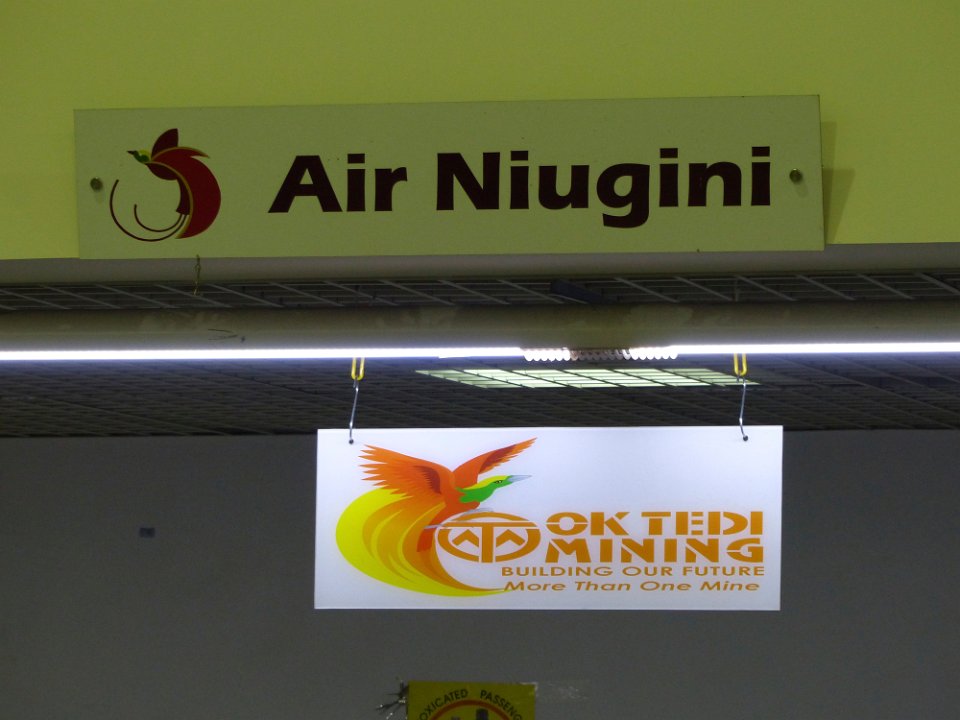 Air Niugini
OK TEDI
MINING
BUILDING OUR FUTURE
More Than One Mine